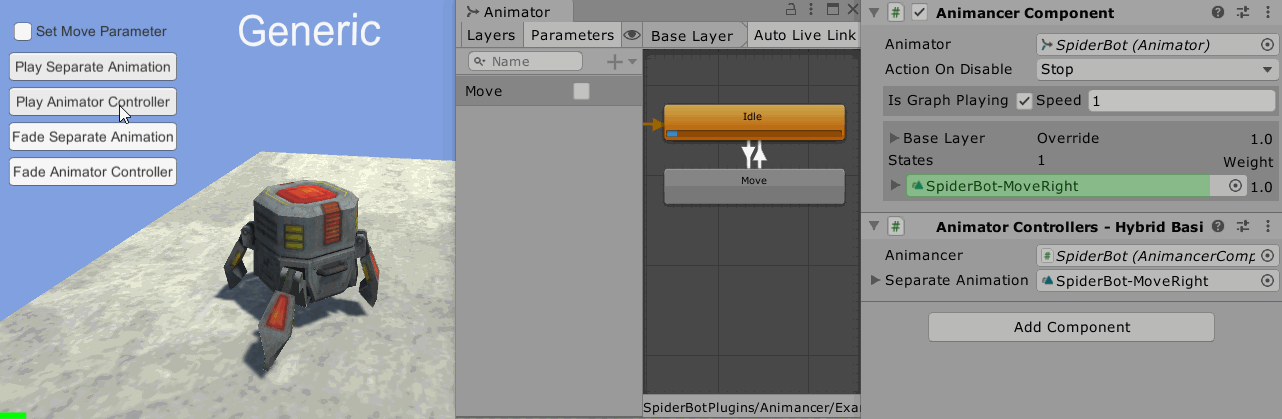 Set Move Parameter
Generic
Play Separate Animation
Play Animator Controller
Fade Separate Animation
Fade Animator Controller
Animator
Layers Parameters
Name
Move
Base Layer Auto Live Link
Idle
Move
SpiderBotPlugins/Animancer/Exa
# Animancer Component
Animator SpiderBot (Animator)
Action On Disable Stop
Is Graph Playing Speed 1
Base Layer Override 1.0
States 1 Weight
SpiderBot-MoveRight 1.0
# Animator Controllers - Hybrid Basi
Animancer # SpiderBot (AnimancerComp
Separate Animation SpiderBot-MoveRight
Add Component